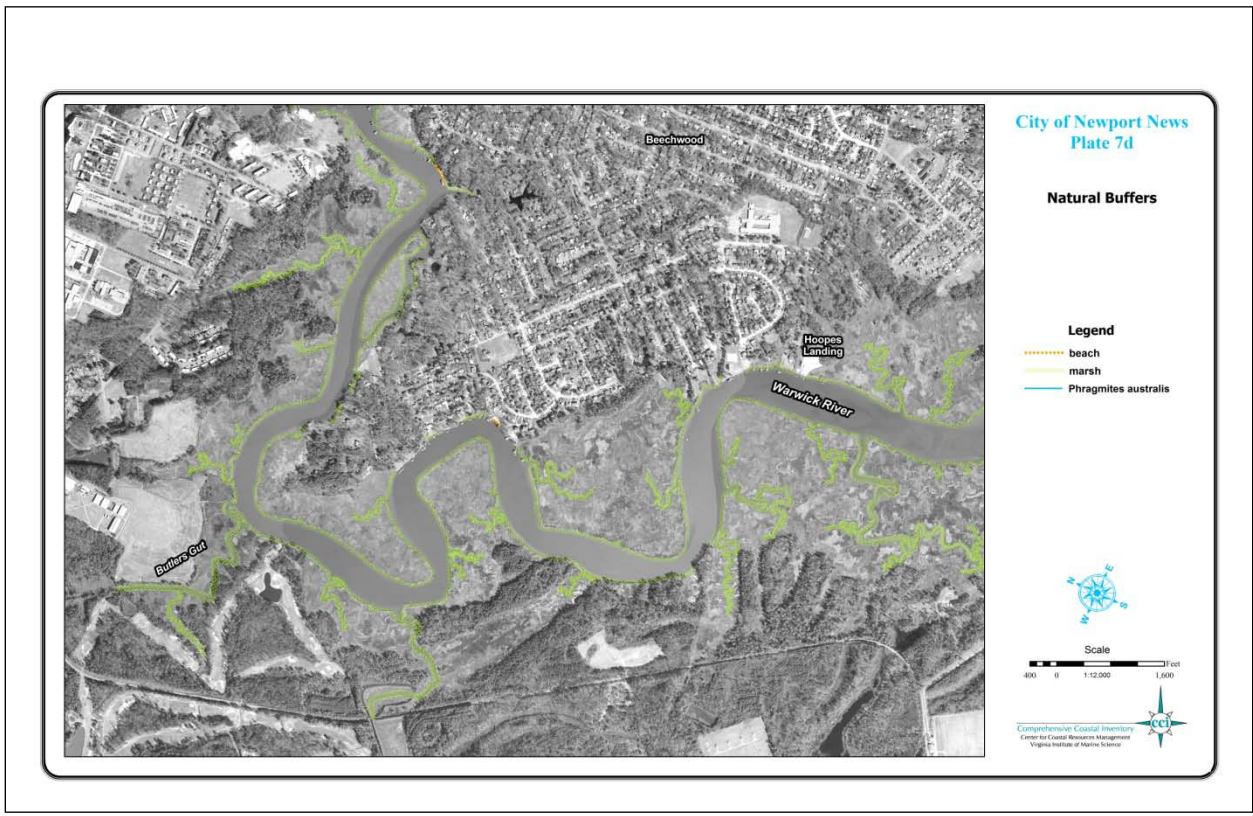 City of Newport News
Plate 7d
Natural Buffers
Beechwood
Hoopes
Landing
Warwick River
Butlers Gut
Legend
beach
marsh
Phragmites australis
N
E
W
S
Scale
Feet
400 0 1:12,000 1,600
cci
Comprehensive Coastal Inventory
Center for Coastal Resources Management
Virginia Institute of Marine Science